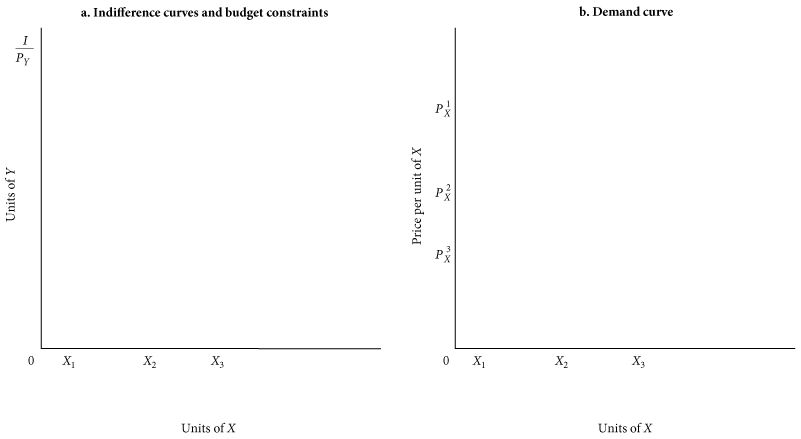 a. Indifference curves and budget constraints
I
P_Y
Units of Y
0 X_1 X_2 X_3
Units of X
b. Demand curve
Price per unit of X
P_X^1
P_X^2
P_X^3
0 X_1 X_2 X_3
Units of X